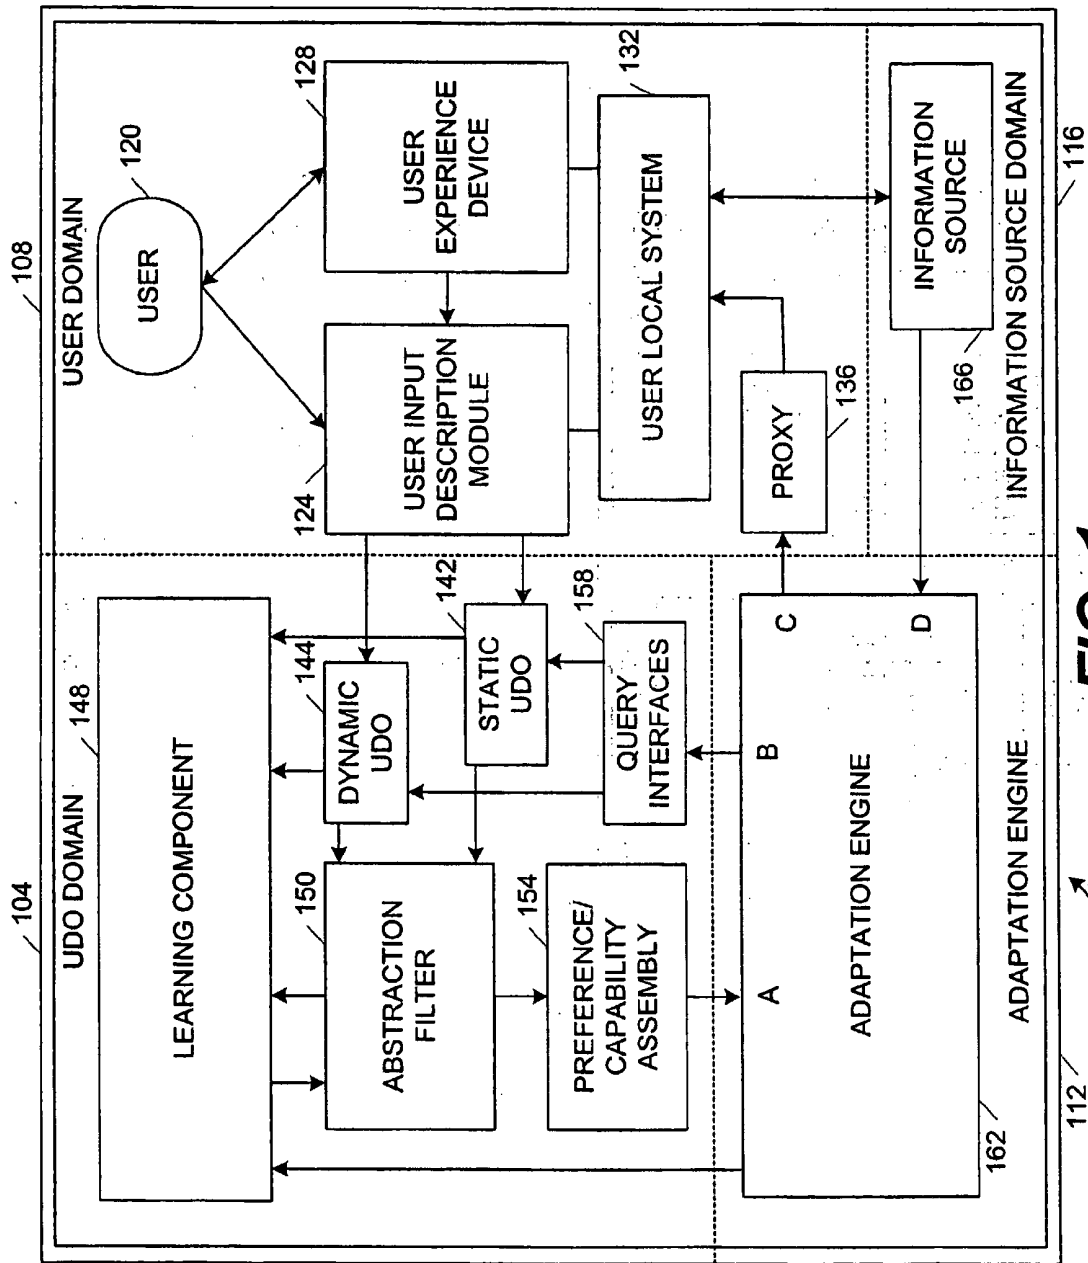 104
UDO DOMAIN
148
LEARNING COMPONENT
150
ABSTRACTION
FILTER
144
DYNAMIC
UDO
142
STATIC
UDO
154
PREFERENCE/
CAPABILITY
ASSEMBLY
158
QUERY
INTERFACES
108
USER DOMAIN
120
USER
124
USER INPUT
DESCRIPTION
MODULE
128
USER
EXPERIENCE
DEVICE
132
USER LOCAL SYSTEM
PROXY
136
A
B
C
D
ADAPTATION ENGINE
162
ADAPTATION ENGINE
112
INFORMATION
SOURCE
166
INFORMATION SOURCE DOMAIN
116
FIG. 1